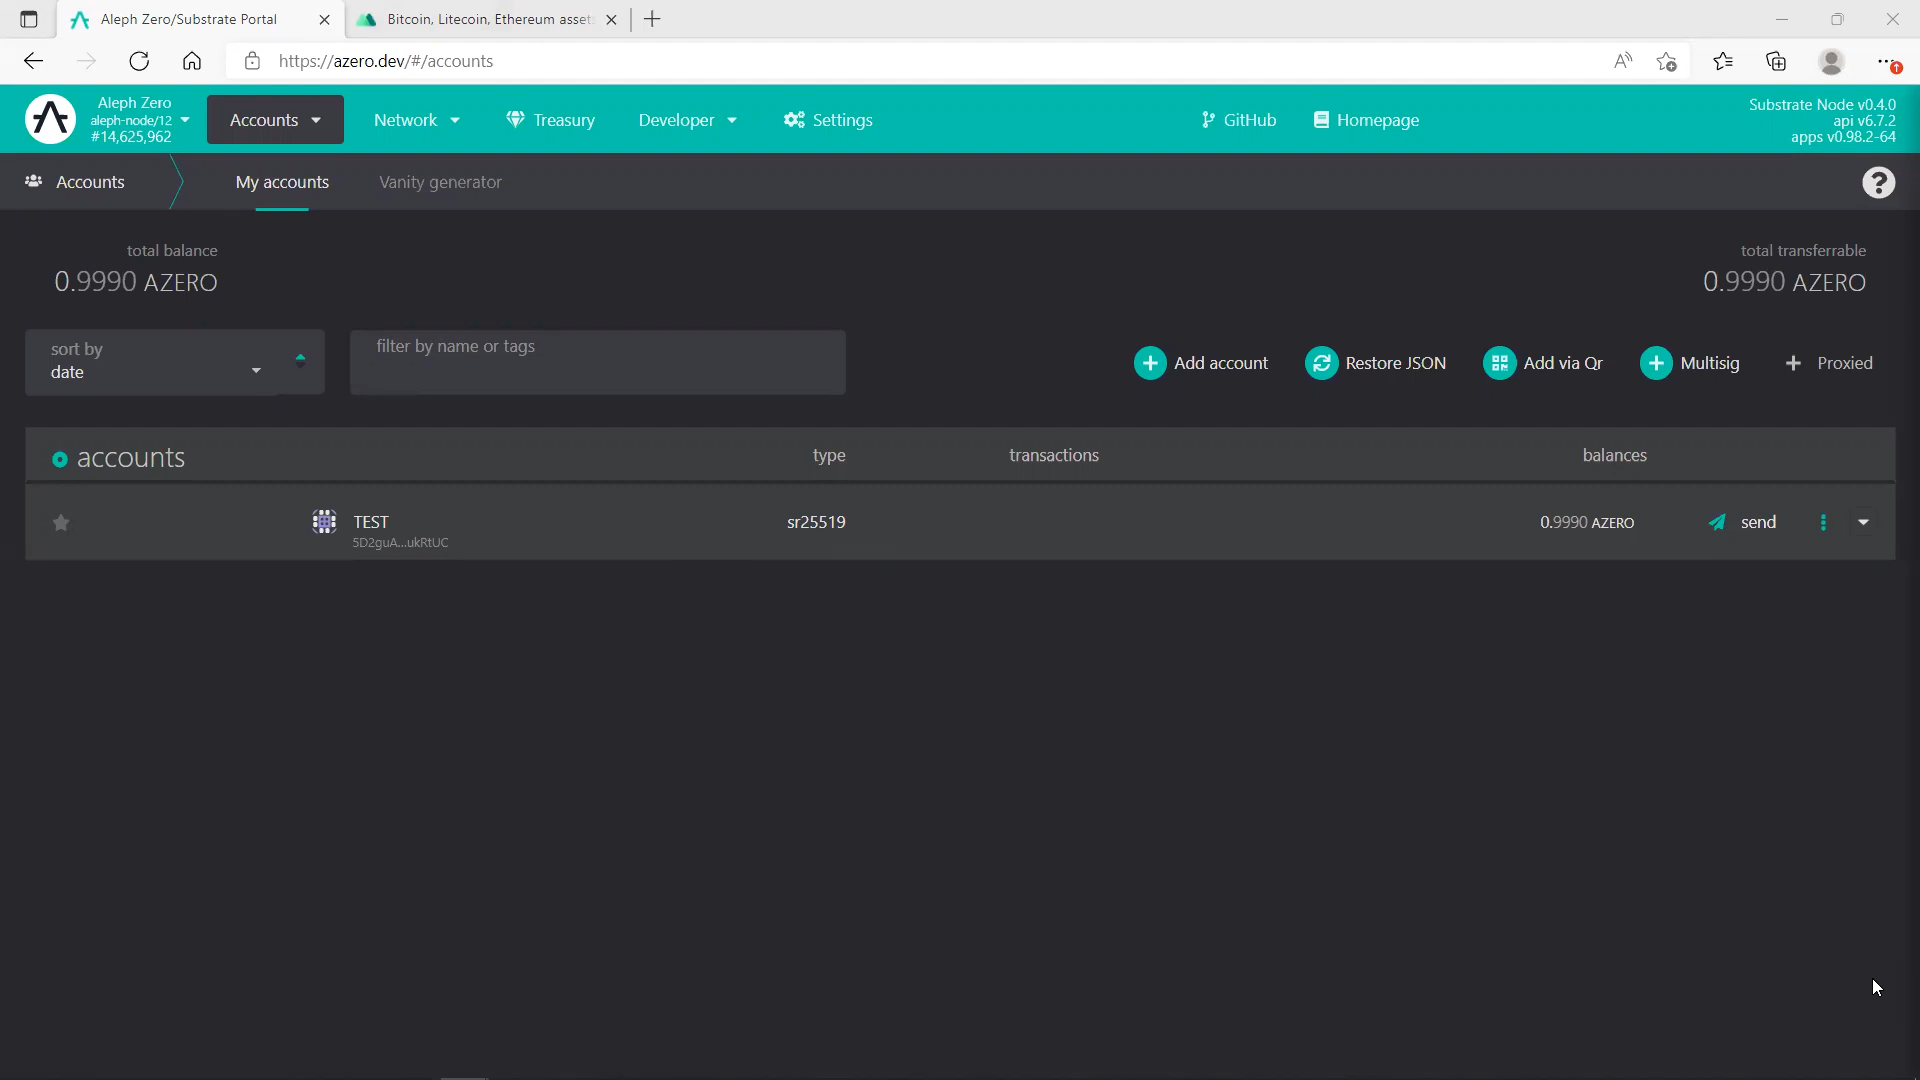 Aleph Zero/Substrate Portal
Bitcoin, Litecoin, Ethereum asset
https://azero.dev/#/accounts
Aleph Zero
aleph-node/12
#14,625,962
Accounts
Network
Treasury
Developer
Settings
GitHub
Homepage
Substrate Node v0.4.0
api v6.7.2
apps v0.98.2-64
Accounts
My accounts
Vanity generator
total balance
0.9990 AZERO
total transferrable
0.9990 AZERO
sort by
date
filter by name or tags
Add account
Restore JSON
Add via Qr
Multisig
Proxied
accounts
type
transactions
balances
TEST
5D2guA...ukRtUC
sr25519
0.9990 AZERO
send